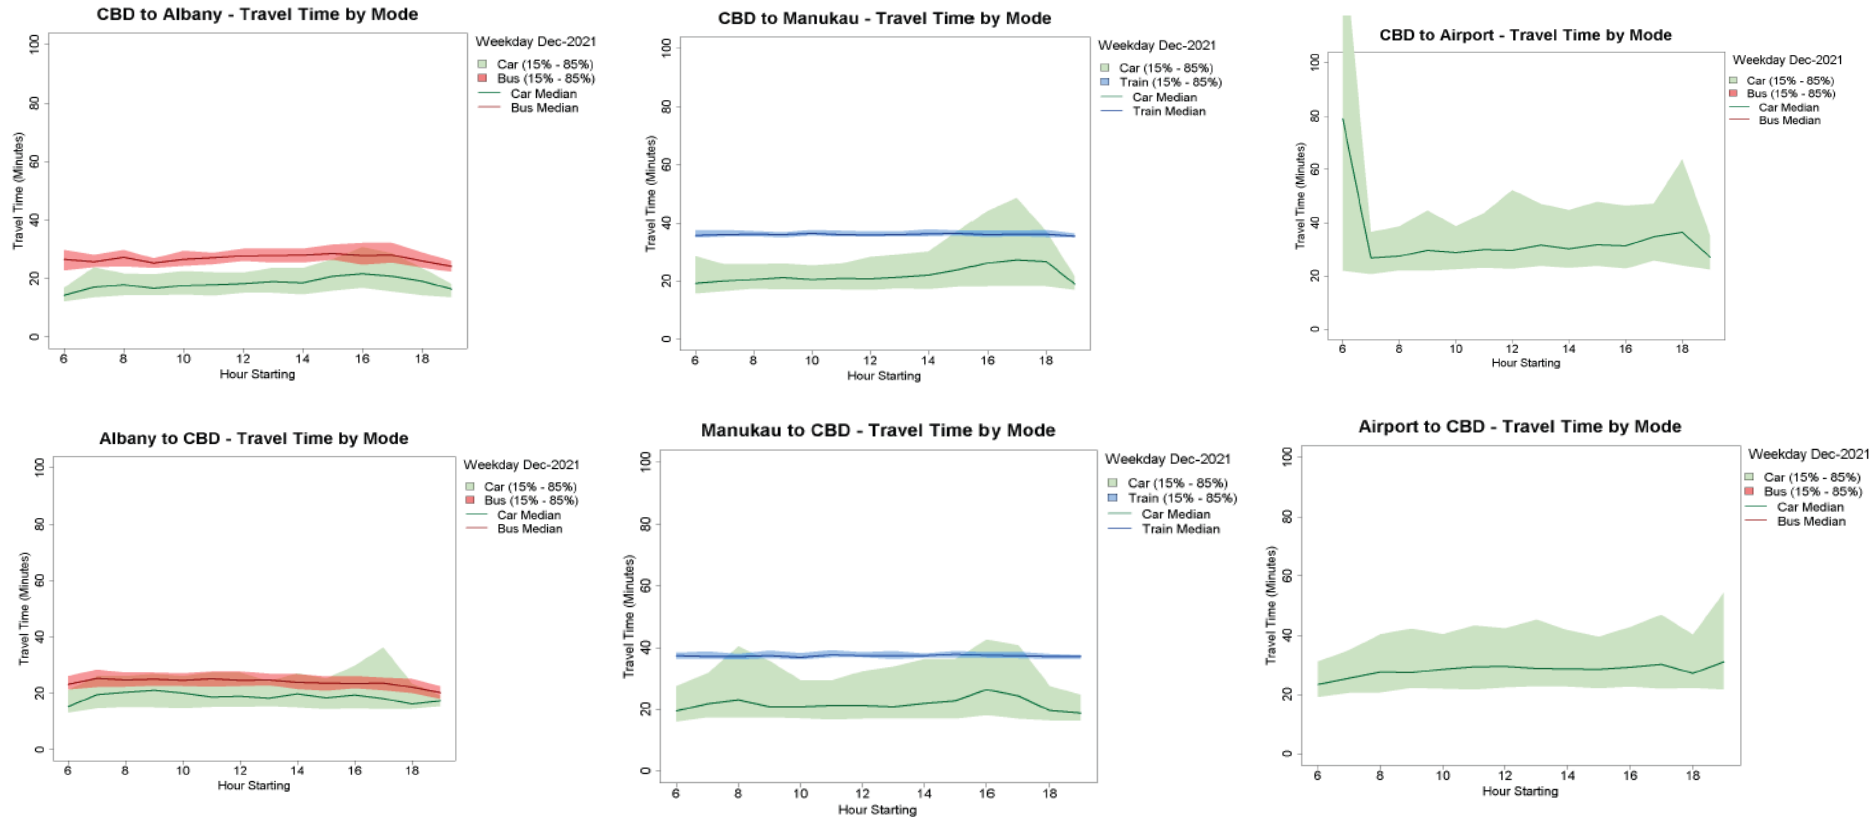 CBD to Albany - Travel Time by Mode
Weekday Dec-2021
Car (15% - 85%)
Bus (15% - 85%)
Car Median
Bus Median
Travel Time (Minutes)
100
80
60
40
20
0
6 8 10 12 14 16 18
Hour Starting
CBD to Manukau - Travel Time by Mode
Weekday Dec-2021
Car (15% - 85%)
Train (15% - 85%)
Car Median
Train Median
Travel Time (Minutes)
100
80
60
40
20
0
6 8 10 12 14 16 18
Hour Starting
CBD to Airport - Travel Time by Mode
Weekday Dec-2021
Car (15% - 85%)
Bus (15% - 85%)
Car Median
Bus Median
Travel Time (Minutes)
100
80
60
40
20
0
6 8 10 12 14 16 18
Hour Starting
Albany to CBD - Travel Time by Mode
Weekday Dec-2021
Car (15% - 85%)
Bus (15% - 85%)
Car Median
Bus Median
Travel Time (Minutes)
100
80
60
40
20
0
6 8 10 12 14 16 18
Hour Starting
Manukau to CBD - Travel Time by Mode
Weekday Dec-2021
Car (15% - 85%)
Train (15% - 85%)
Car Median
Train Median
Travel Time (Minutes)
100
80
60
40
20
0
6 8 10 12 14 16 18
Hour Starting
Airport to CBD - Travel Time by Mode
Weekday Dec-2021
Car (15% - 85%)
Bus (15% - 85%)
Car Median
Bus Median
Travel Time (Minutes)
100
80
60
40
20
0
6 8 10 12 14 16 18
Hour Starting